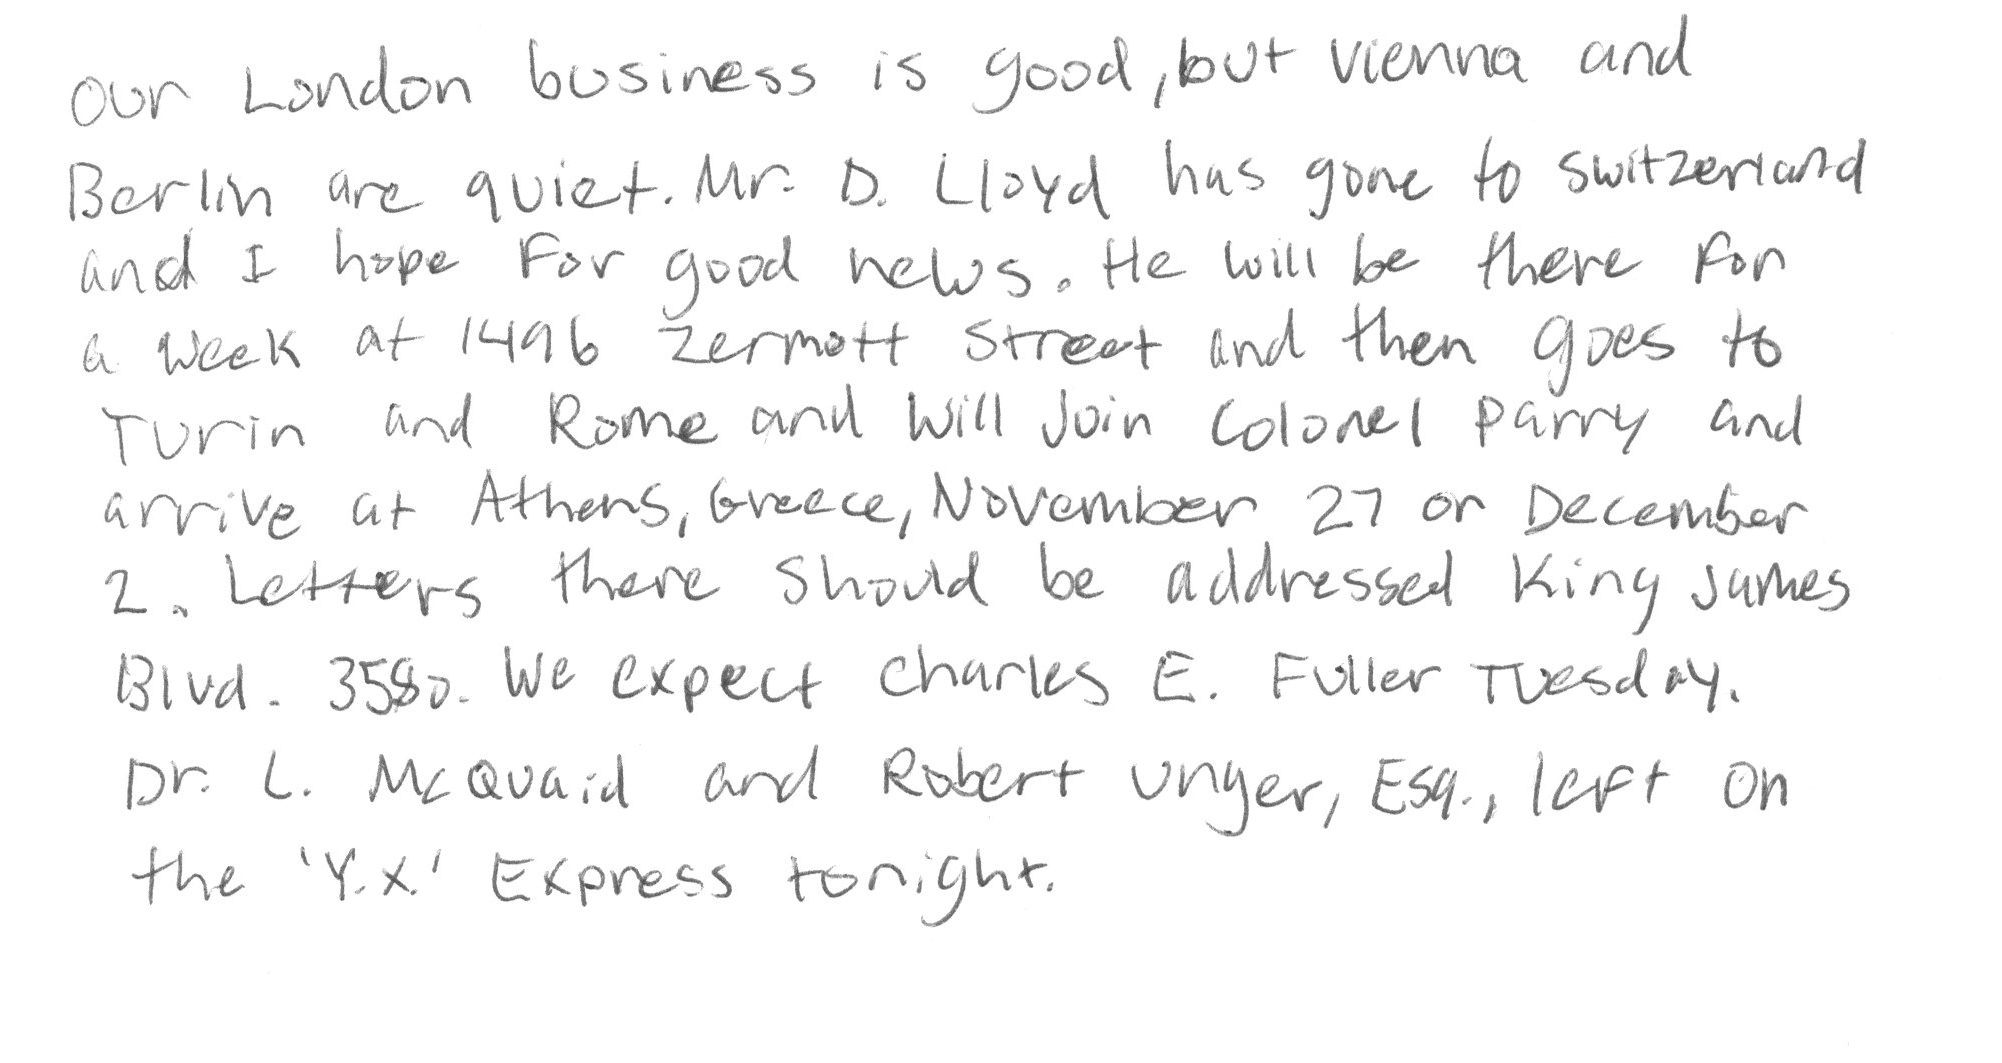 Our London business is good, but Vienna and
Berlin are quiet. Mr. D. Lloyd has gone to Switzerland
and I hope for good news. He will be there for
a week at 1496 Zermott Street and then goes to
Turin and Rome and will join Colonel Parry and
arrive at Athens, Greece, November 27 or December
2. Letters there should be addressed King James
Blvd. 3580. We expect Charles E. Fuller Tuesday.
Dr. L. McQuaid and Robert Unger, Esq., left on
the 'Y.X.' Express tonight.